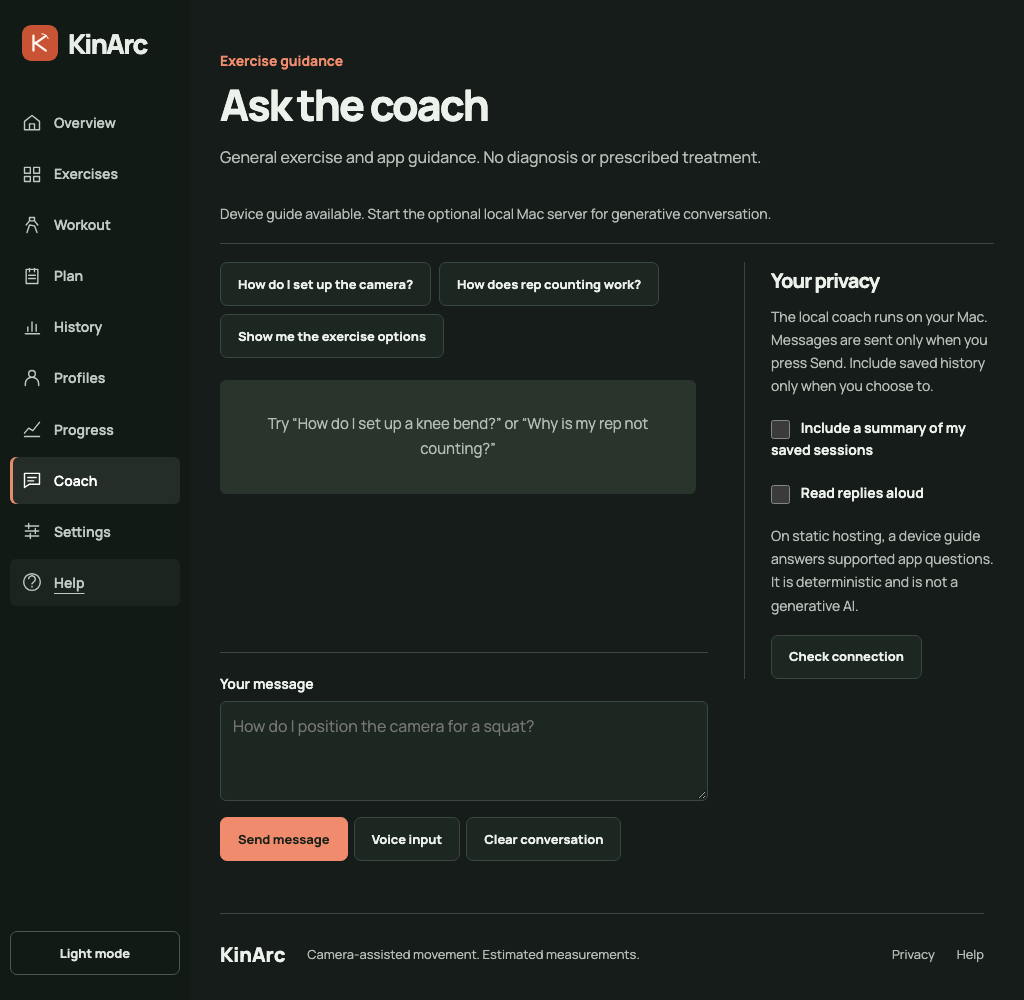 KinArc
Overview
Exercises
Workout
Plan
History
Profiles
Progress
Coach
Settings
Help
Light mode
Exercise guidance
Ask the coach
General exercise and app guidance. No diagnosis or prescribed treatment.
Device guide available. Start the optional local Mac server for generative conversation.
How do I set up the camera?
How does rep counting work?
Show me the exercise options
Try “How do I set up a knee bend?” or “Why is my rep not
counting?”
Your message
How do I position the camera for a squat?
Send message
Voice input
Clear conversation
Your privacy
The local coach runs on your Mac.
Messages are sent only when you
press Send. Include saved history
only when you choose to.
Include a summary of my
saved sessions
Read replies aloud
On static hosting, a device guide
answers supported app questions.
It is deterministic and is not a
generative AI.
Check connection
KinArc
Camera-assisted movement. Estimated measurements.
Privacy
Help